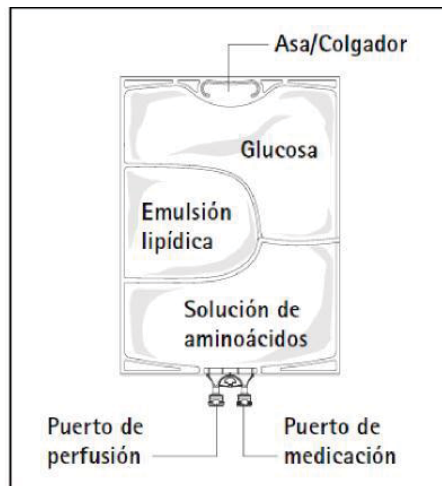 Asa/Colgador
Glucosa
Emulsión
lipídica
Solución de
aminoácidos
Puerto de
perfusión
Puerto de
medicación